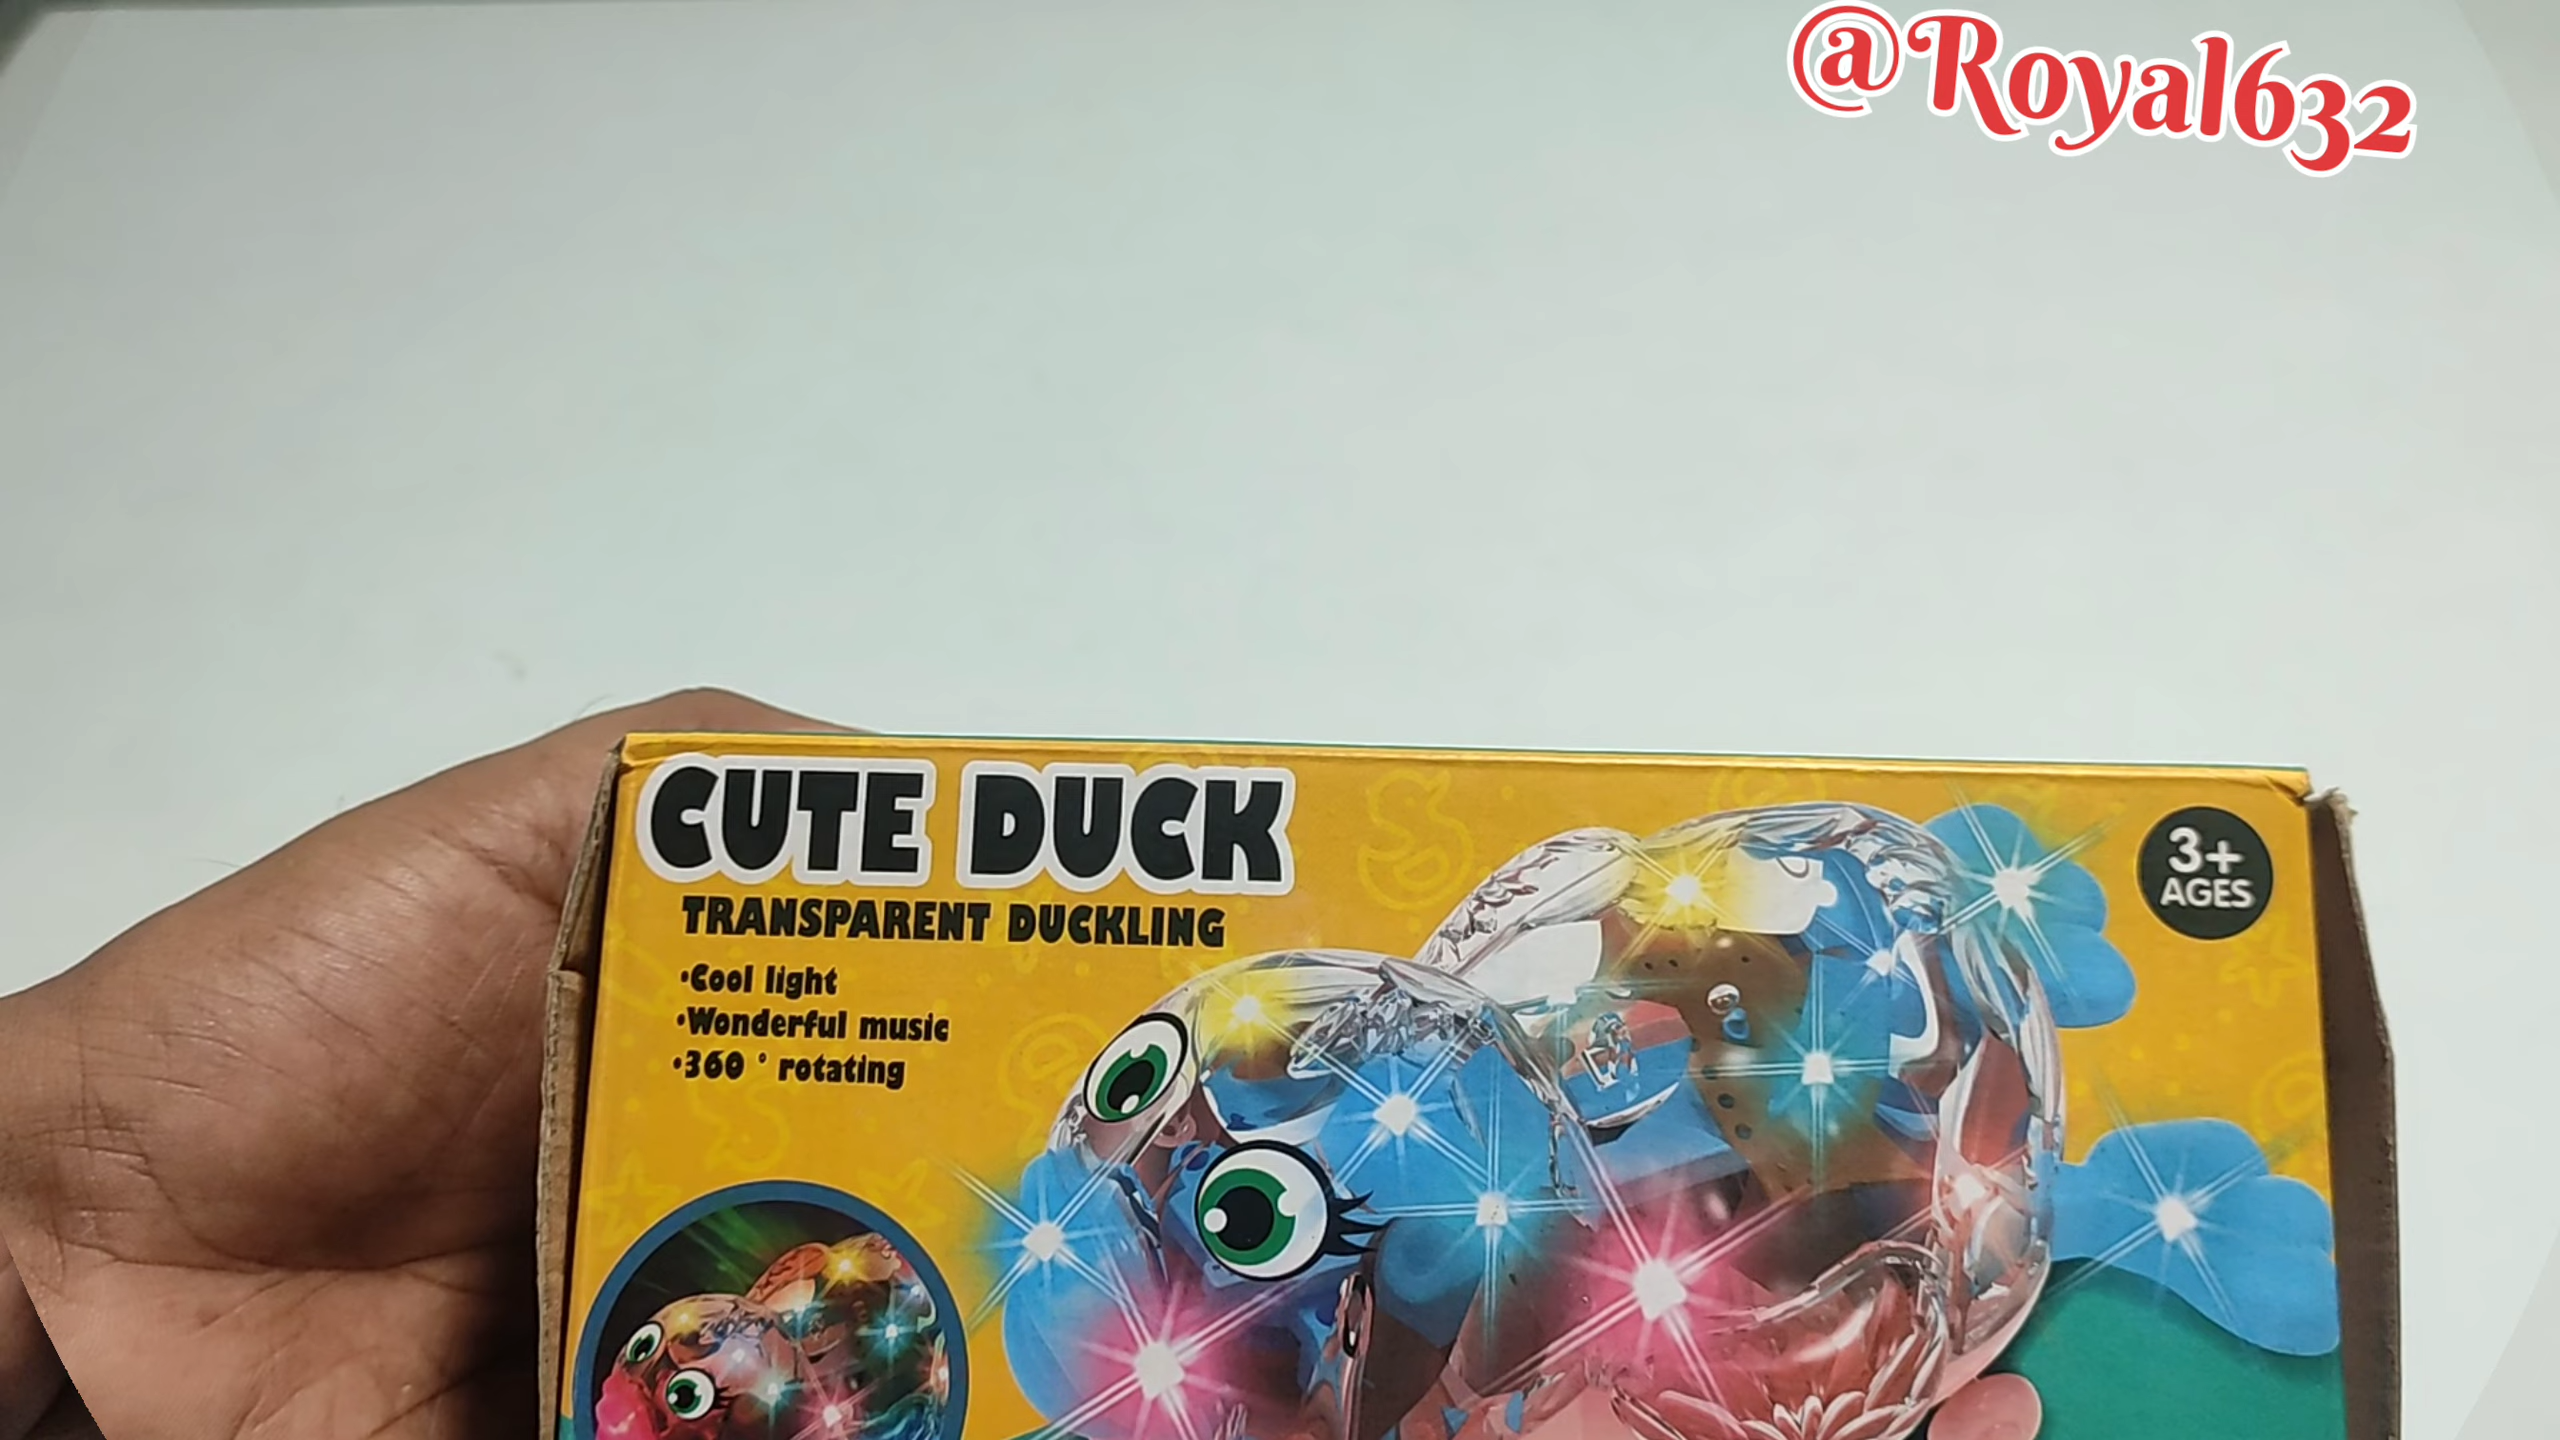 @Royal632
CUTE DUCK
TRANSPARENT DUCKLING
•Cool light
•Wonderful music
•360 ° rotating
3+
AGES